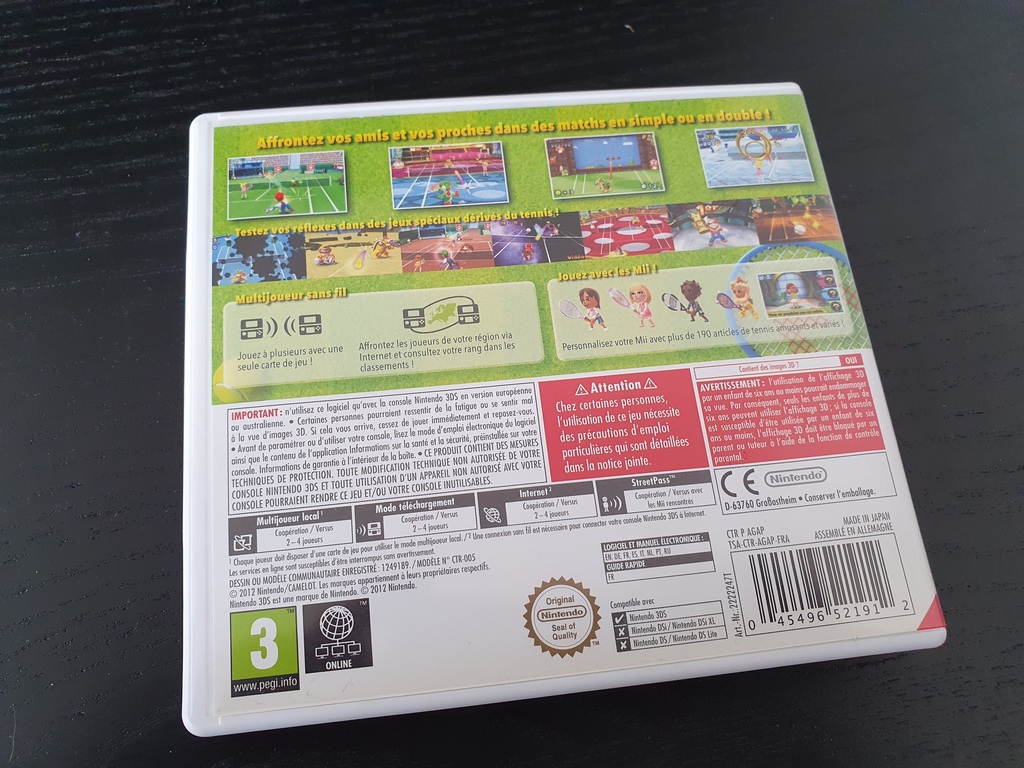 Affrontez vos amis et vos proches dans des matchs en simple ou en double !
Testez vos réflexes dans des jeux spéciaux dérivés du tennis !
Multijoueur sans fil
Jouez à plusieurs avec une
seule carte de jeu !
Affrontez les joueurs de votre région via
Internet et consultez votre rang dans les
classements !
Jouez avec les Mii !
Personnalisez votre Mii avec plus de 190 articles de tennis amusants et variés !
IMPORTANT : n'utilisez ce logiciel qu'avec la console Nintendo 3DS en version européenne
ou australienne. • Certaines personnes pourraient ressentir de la fatigue ou se sentir mal
à la vue d'images 3D. Si cela vous arrive, cessez de jouer immédiatement et reposez-vous.
• Avant de paramétrer ou d'utiliser votre console, lisez le mode d'emploi électronique du logiciel
ainsi que le contenu de l'application Informations sur la santé et la sécurité, préinstallée sur votre
console. Informations de garantie à l'intérieur de la boîte. • CE PRODUIT CONTIENT DES MESURES
TECHNIQUES DE PROTECTION. TOUTE MODIFICATION TECHNIQUE NON AUTORISÉE DE VOTRE
CONSOLE NINTENDO 3DS ET TOUTE UTILISATION D'UN APPAREIL NON AUTORISÉ AVEC VOTRE
CONSOLE POURRAIENT RENDRE CE JEU ET/OU VOTRE CONSOLE INUTILISABLES.
Attention
Chez certaines personnes,
l'utilisation de ce jeu nécessite
des précautions d'emploi
particulières qui sont détaillées
dans la notice jointe.
Contient des images 3D ? OUI
AVERTISSEMENT : l'utilisation de l'affichage 3D
par un enfant de six ans ou moins pourrait endommager
sa vue. Par conséquent, seuls les enfants de plus de
six ans peuvent utiliser l'affichage 3D ; si la console
est susceptible d'être utilisée par un enfant de six
ans ou moins, l'affichage 3D doit être bloqué par un
parent ou tuteur à l'aide de la fonction de contrôle
parental.
CE Nintendo
D-63760 Großostheim • Conserver l'emballage.
Multijoueur local¹
Coopération / Versus
2 – 4 joueurs
Mode téléchargement
Coopération / Versus
2 – 4 joueurs
Internet²
Coopération / Versus
2 – 4 joueurs
StreetPass™
Coopération / Versus avec
les Mii rencontrés
¹ Chaque joueur doit disposer d'une carte de jeu pour utiliser le mode multijoueur local. / ² Une connexion sans fil est nécessaire pour connecter votre console Nintendo 3DS à Internet.
Les services en ligne sont susceptibles d'être interrompus sans avertissement.
DESSIN OU MODÈLE COMMUNAUTAIRE ENREGISTRÉ : 1249189. / MODÈLE N° CTR-005
© 2012 Nintendo/CAMELOT. Les marques appartiennent à leurs propriétaires respectifs.
Nintendo 3DS est une marque de Nintendo. © 2012 Nintendo.
LOGICIEL ET MANUEL ÉLECTRONIQUE :
EN, DE, FR, ES, IT, NL, PT, RU
GUIDE RAPIDE
FR
CTR P AGAP
TSA-CTR-AGAP-FRA
MADE IN JAPAN
ASSEMBLÉ EN ALLEMAGNE
3
www.pegi.info
™
ONLINE
Original
Nintendo
Seal of
Quality
™
Compatible avec
Nintendo 3DS
Nintendo DSi / Nintendo DSi XL
Nintendo DS / Nintendo DS Lite
Art.-Nr. 2222247T
0 45496 52191 2